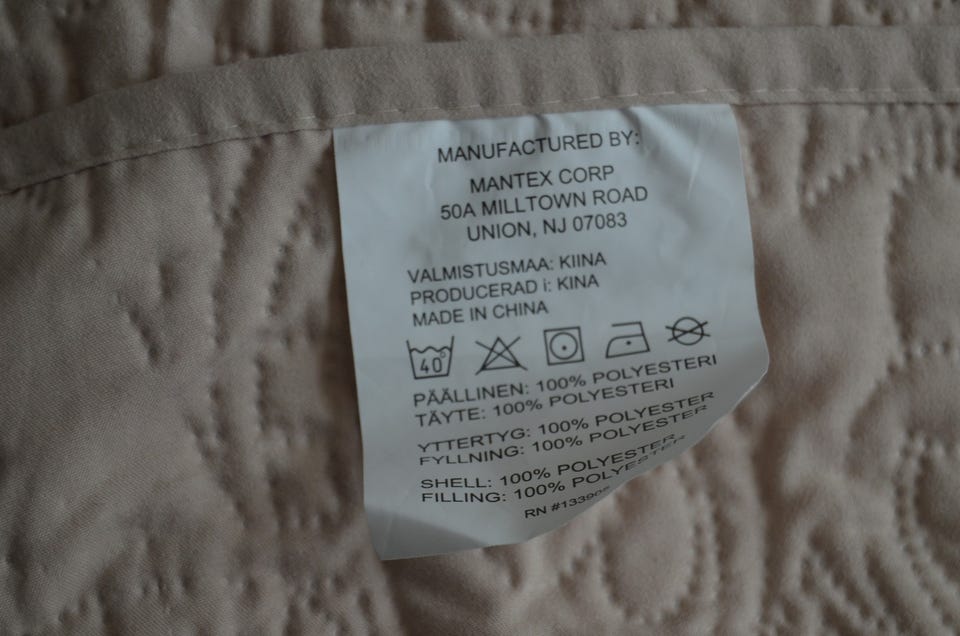 MANUFACTURED BY:
MANTEX CORP
50A MILLTOWN ROAD
UNION, NJ 07083
VALMISTUSMAA: KIINA
PRODUCERAD i: KINA
MADE IN CHINA
40°
PÄÄLLINEN: 100% POLYESTERI
TÄYTE: 100% POLYESTERI
YTTERTYG: 100% POLYESTER
FYLLNING: 100% POLYESTER
SHELL: 100% POLYESTER
FILLING: 100% POLYESTER
RN